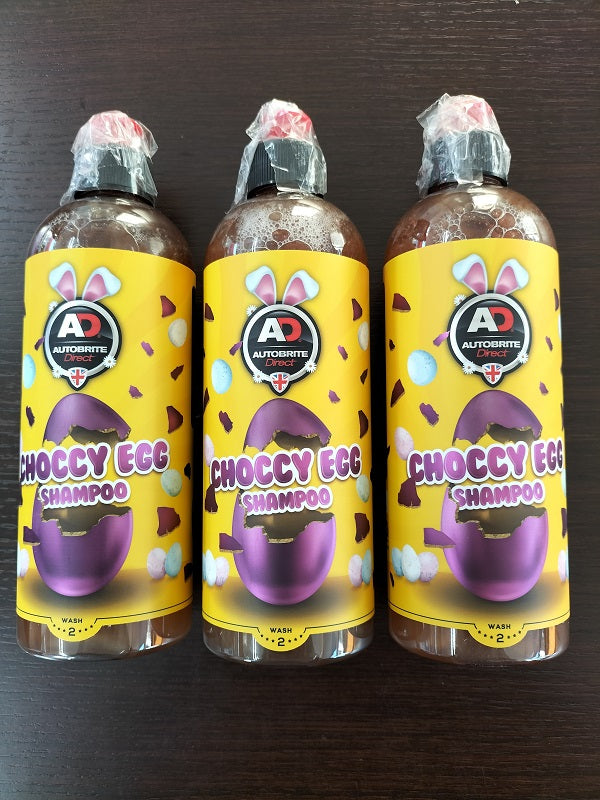 AD
AUTOBRITE
Direct
CHOCCY EGG
SHAMPOO
WASH
2
AD
AUTOBRITE
Direct
CHOCCY EGG
SHAMPOO
WASH
2
AD
AUTOBRITE
Direct
CHOCCY EGG
SHAMPOO
WASH
2